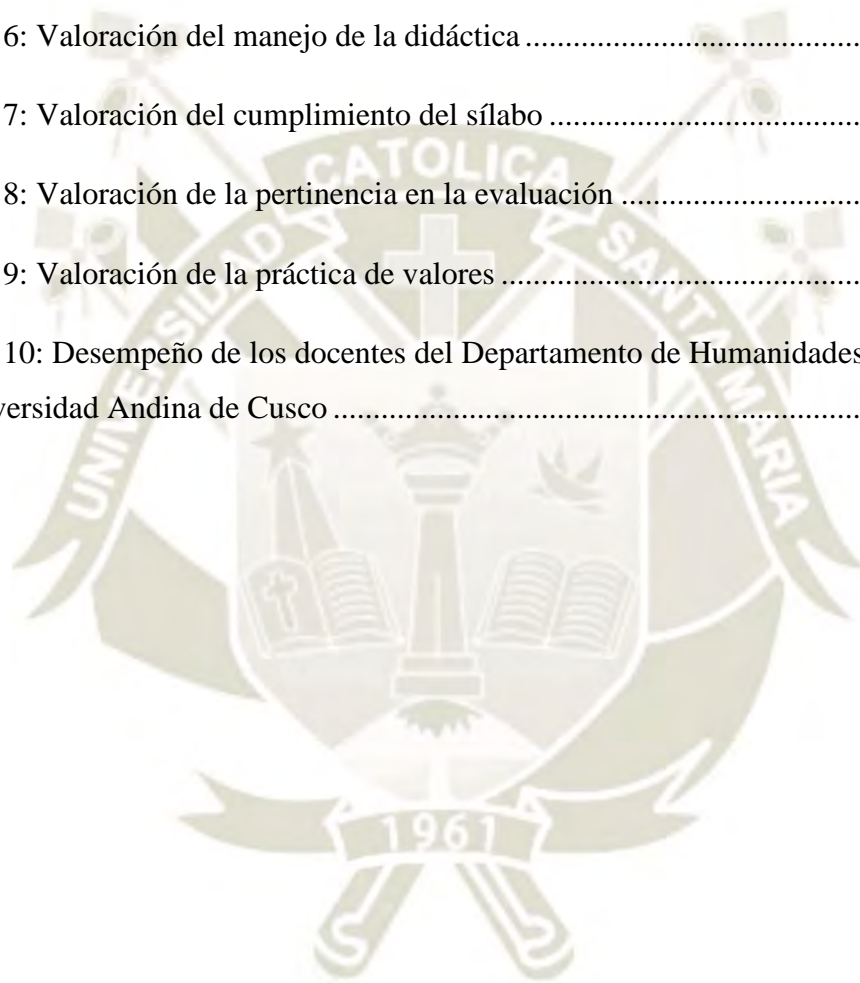 6: Valoración del manejo de la didáctica ............................................
7: Valoración del cumplimiento del sílabo ............................................
8: Valoración de la pertinencia en la evaluación ..............................
9: Valoración de la práctica de valores ..............................................
10: Desempeño de los docentes del Departamento de Humanidades
versidad Andina de Cusco ..................................................................
UNIVERSIDAD CATOLICA SANTA MARIA
1961